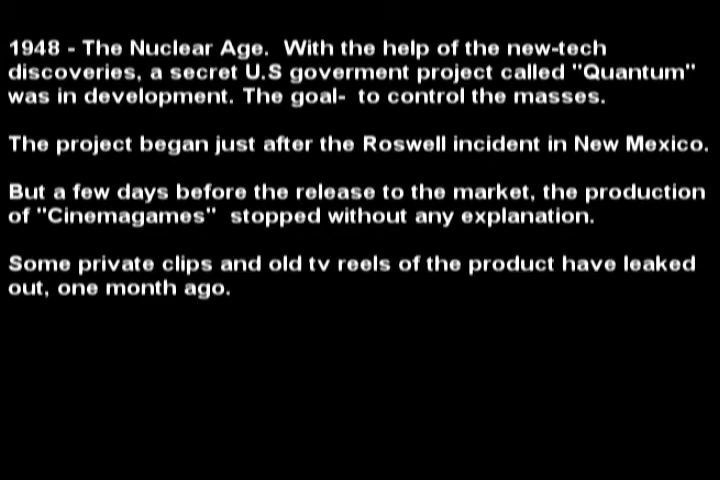 1948 - The Nuclear Age.  With the help of the new-tech
discoveries, a secret U.S goverment project called "Quantum"
was in development. The goal-  to control the masses.
The project began just after the Roswell incident in New Mexico.
But a few days before the release to the market, the production
of "Cinemagames"  stopped without any explanation.
Some private clips and old tv reels of the product have leaked
out, one month ago.